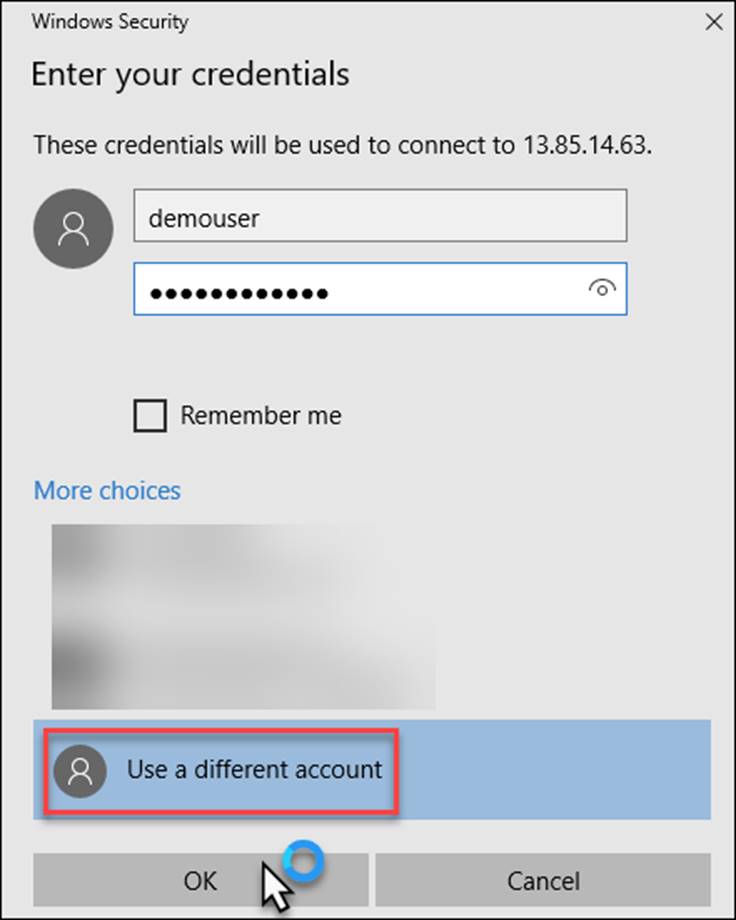 Windows Security
Enter your credentials
These credentials will be used to connect to 13.85.14.63.
demouser
●●●●●●●●●●●●
Remember me
More choices
Use a different account
OK
Cancel